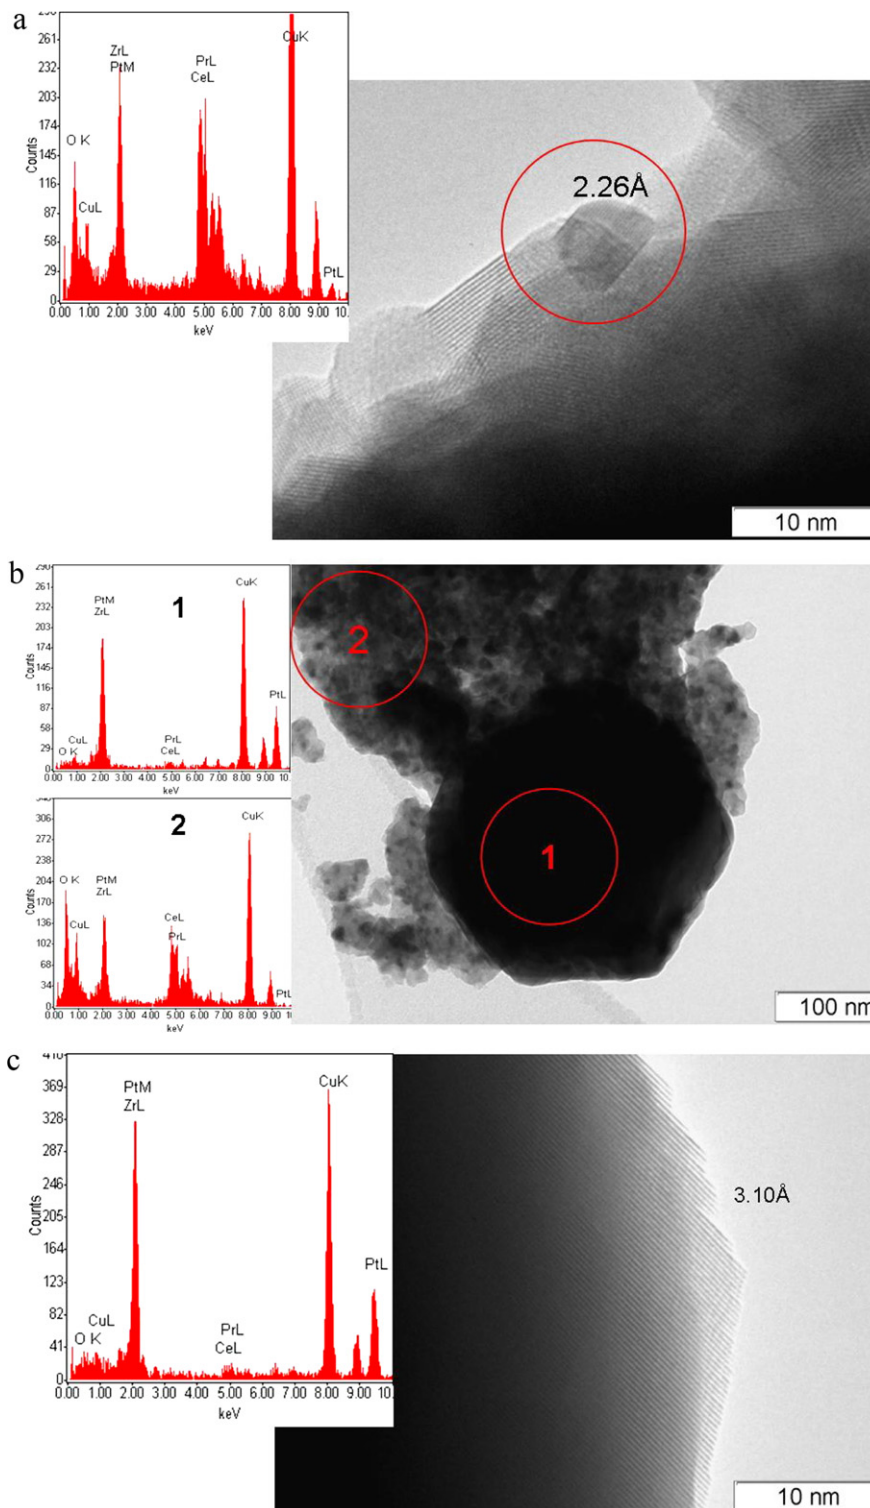 a
290
261
232
203
174
145
116
87
58
29
0
Counts
O K
CuL
ZrL
PtM
PrL
CeL
CuK
PtL
0.00 1.00 2.00 3.00 4.00 5.00 6.00 7.00 8.00 9.00 10.0
keV
2.26Å
10 nm
b
290
261
232
203
174
145
116
87
58
29
0
Counts
1
O K
CuL
PtM
ZrL
PrL
CeL
CuK
PtL
0.00 1.00 2.00 3.00 4.00 5.00 6.00 7.00 8.00 9.00 10.0
keV
340
306
272
238
204
170
136
102
68
34
0
Counts
2
O K
CuL
PtM
ZrL
CeL
PrL
CuK
PtL
0.00 1.00 2.00 3.00 4.00 5.00 6.00 7.00 8.00 9.00 10.0
keV
2
1
100 nm
c
410
369
328
287
246
205
164
123
82
41
0
Counts
O K
CuL
PtM
ZrL
PrL
CeL
CuK
PtL
0.00 1.00 2.00 3.00 4.00 5.00 6.00 7.00 8.00 9.00 10.
keV
3.10Å
10 nm